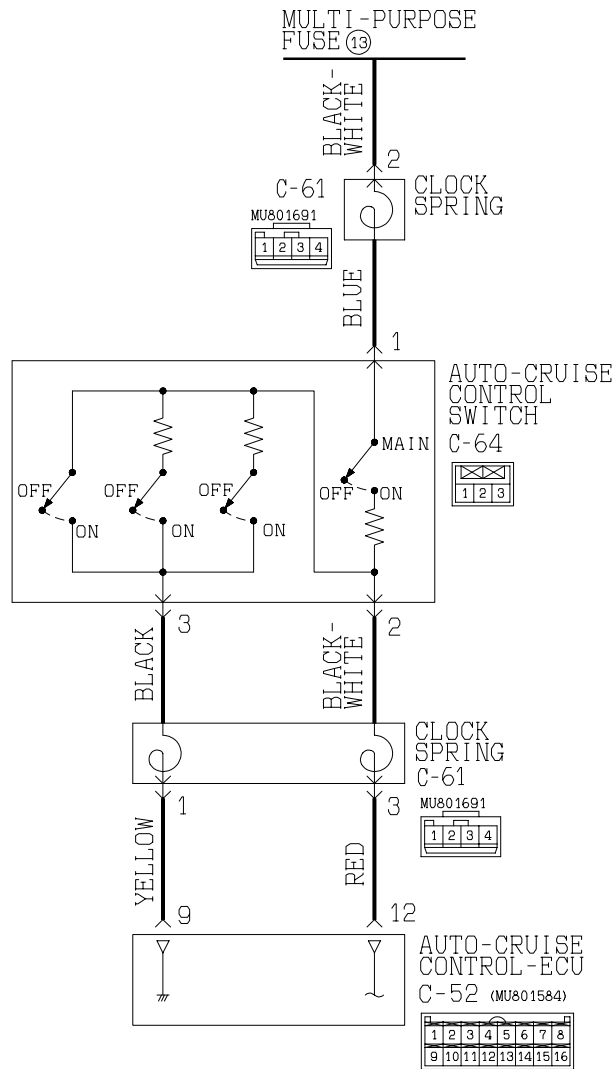 MULTI-PURPOSE
FUSE 13
BLACK-
WHITE
2
C-61
MU801691
1 2 3 4
CLOCK
SPRING
BLUE
1
AUTO-CRUISE
CONTROL
SWITCH
C-64
1 2 3
MAIN
OFF
ON
OFF
ON
OFF
ON
OFF
ON
3
2
BLACK
BLACK-
WHITE
CLOCK
SPRING
C-61
MU801691
1 2 3 4
1
3
YELLOW
RED
9
12
AUTO-CRUISE
CONTROL-ECU
C-52 (MU801584)
1 2 3 4 5 6 7 8
9 10 11 12 13 14 15 16